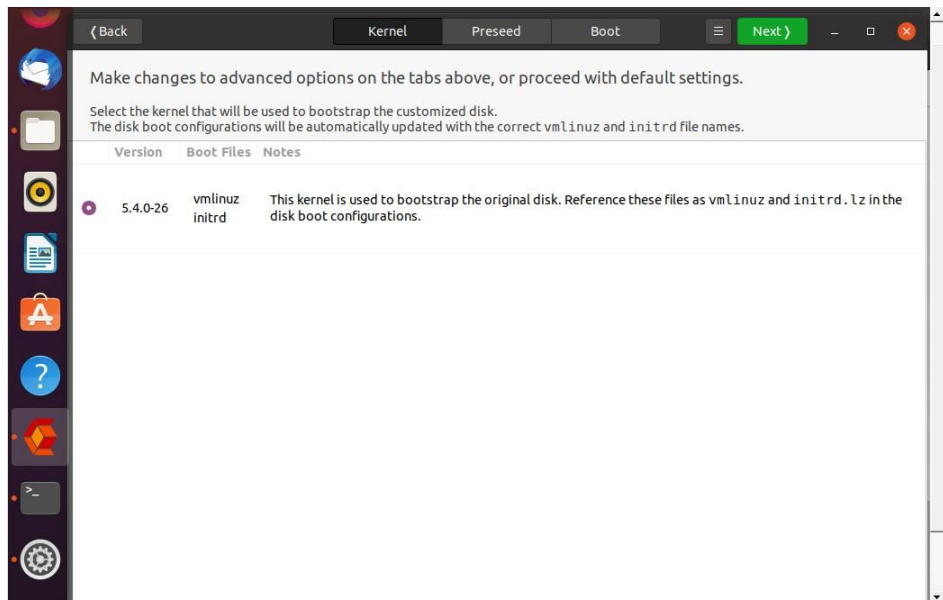 Back
Kernel
Preseed
Boot
Next
Make changes to advanced options on the tabs above, or proceed with default settings.
Select the kernel that will be used to bootstrap the customized disk.
The disk boot configurations will be automatically updated with the correct vmlinuz and initrd file names.
Version Boot Files Notes
5.4.0-26
vmlinuz
initrd
This kernel is used to bootstrap the original disk. Reference these files as vmlinuz and initrd.lz in the
disk boot configurations.
A
?
>_